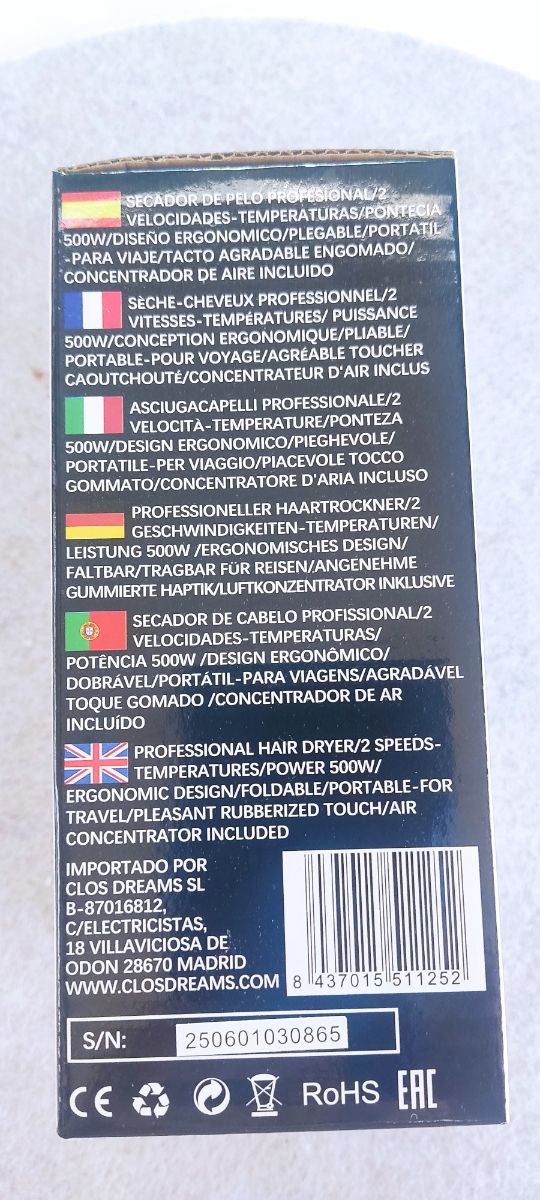 SECADOR DE PELO PROFESIONAL/2
VELOCIDADES-TEMPERATURAS/PONTECIA
500W/DISEÑO ERGONOMICO/PLEGABLE/PORTATIL
-PARA VIAJE/TACTO AGRADABLE ENGOMADO/
CONCENTRADOR DE AIRE INCLUIDO
SÈCHE-CHEVEUX PROFESSIONNEL/2
VITESSES-TEMPÉRATURES/ PUISSANCE
500W/CONCEPTION ERGONOMIQUE/PLIABLE/
PORTABLE-POUR VOYAGE/AGRÉABLE TOUCHER
CAOUTCHOUTÉ/CONCENTRATEUR D'AIR INCLUS
ASCIUGACAPELLI PROFESSIONALE/2
VELOCITÀ-TEMPERATURE/PONTEZA
500W/DESIGN ERGONOMICO/PIEGHEVOLE/
PORTATILE-PER VIAGGIO/PIACEVOLE TOCCO
GOMMATO/CONCENTRATORE D'ARIA INCLUSO
PROFESSIONELLER HAARTROCKNER/2
GESCHWINDIGKEITEN-TEMPERATUREN/
LEISTUNG 500W /ERGONOMISCHES DESIGN/
FALTBAR/TRAGBAR FÜR REISEN/ANGENEHME
GUMMIERTE HAPTIK/LUFTKONZENTRATOR INKLUSIVE
SECADOR DE CABELO PROFISSIONAL/2
VELOCIDADES-TEMPERATURAS/
POTÊNCIA 500W /DESIGN ERGONÔMICO/
DOBRÁVEL/PORTÁTIL-PARA VIAGENS/AGRADÁVEL
TOQUE GOMADO /CONCENTRADOR DE AR
INCLUÍDO
PROFESSIONAL HAIR DRYER/2 SPEEDS-
TEMPERATURES/POWER 500W/
ERGONOMIC DESIGN/FOLDABLE/PORTABLE-FOR
TRAVEL/PLEASANT RUBBERIZED TOUCH/AIR
CONCENTRATOR INCLUDED
IMPORTADO POR
CLOS DREAMS SL
B-87016812,
C/ELECTRICISTAS,
18 VILLAVICIOSA DE
ODON 28670 MADRID
WWW.CLOSDREAMS.COM
8 437015 511252
S/N: 250601030865
CE RoHS EAC